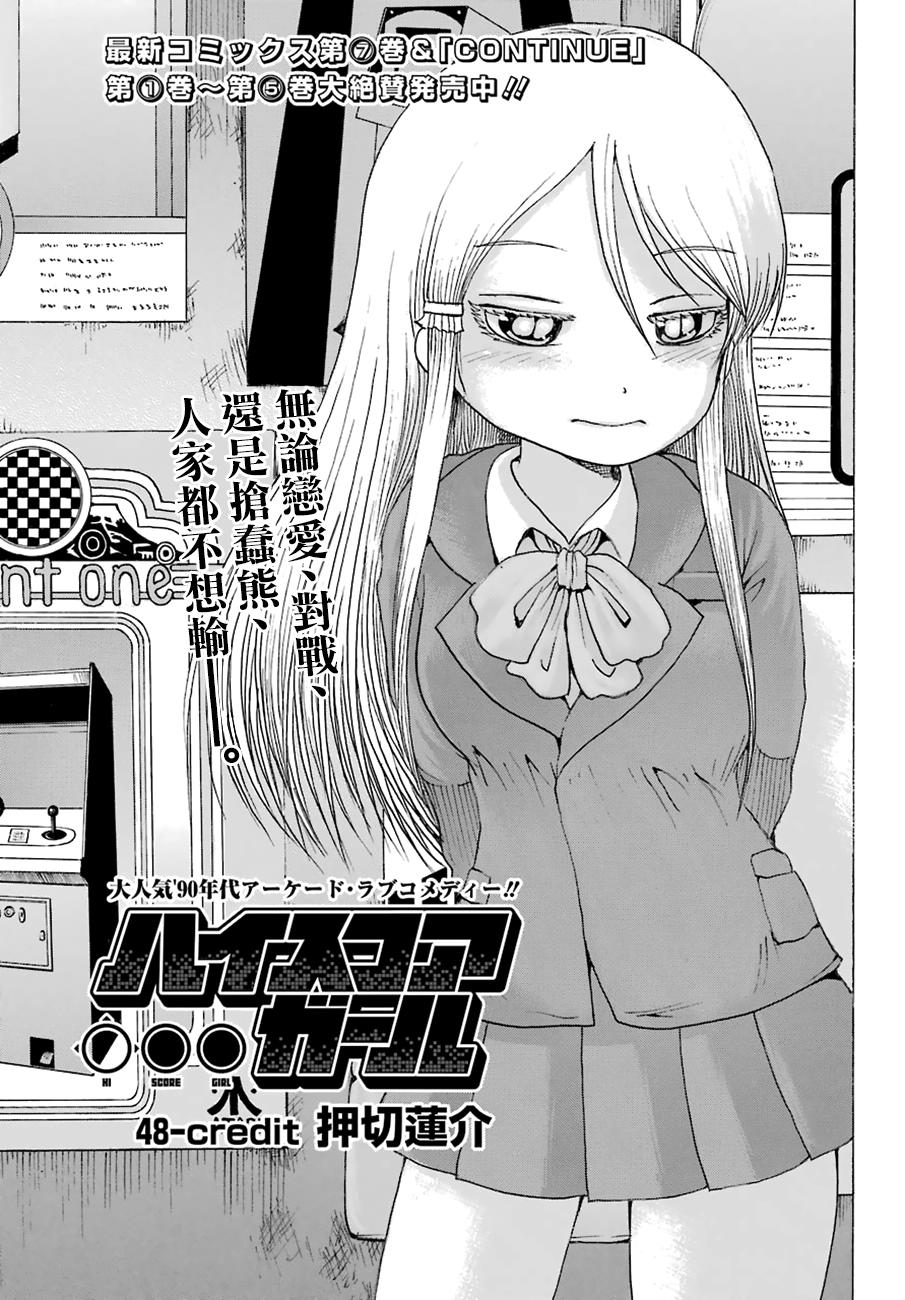 最新コミックス第⑦巻&「CONTINUE」
第①巻〜第⑤巻大絶賛発売中!!
無論戀愛、對戰、
還是搶蠢熊、
人家都不想輸——。
nt one
大人気'90年代アーケード・ラブコメディー!!
ハイスコア
ガール
HI SCORE GIRL
48-credit 押切蓮介